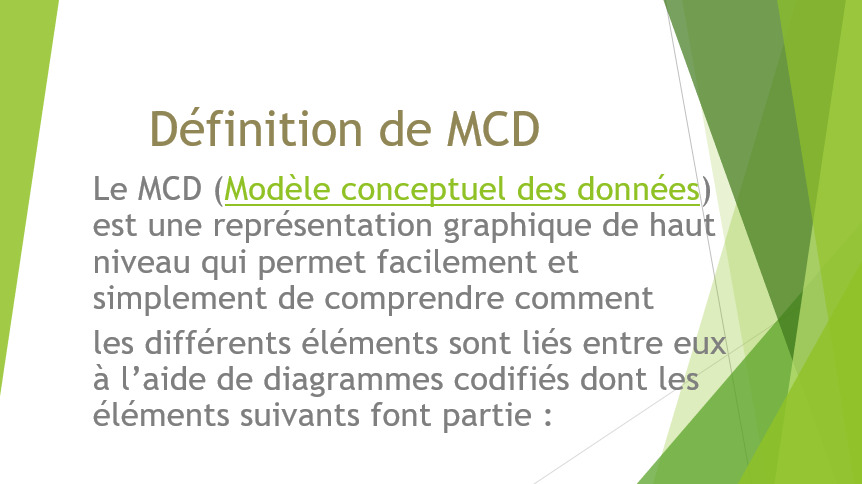 Définition de MCD
Le MCD (Modèle conceptuel des données)
est une représentation graphique de haut
niveau qui permet facilement et
simplement de comprendre comment
les différents éléments sont liés entre eux
à l’aide de diagrammes codifiés dont les
éléments suivants font partie :